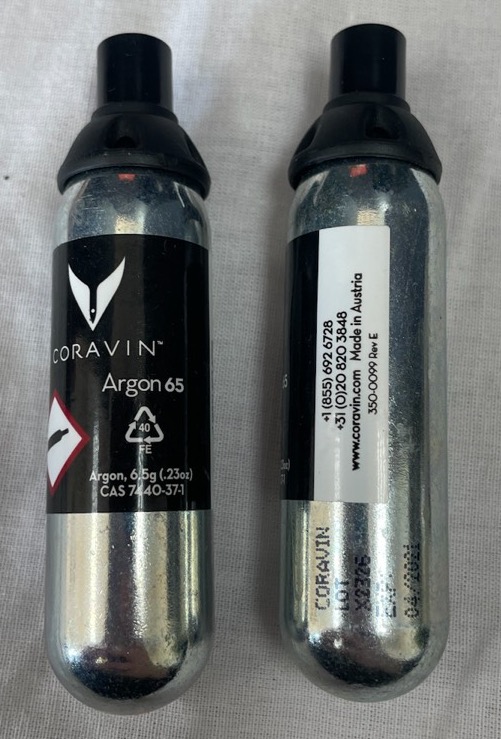 CORAVIN™
Argon 65
40
FE
Argon, 6.5g (.23oz)
CAS 7440-37-1
+1 (855) 692 6728
+31 (0)20 820 3848
www.coravin.com Made in Austria
350-0099 Rev E
CORAVIN
LOT
X2326
04/2021